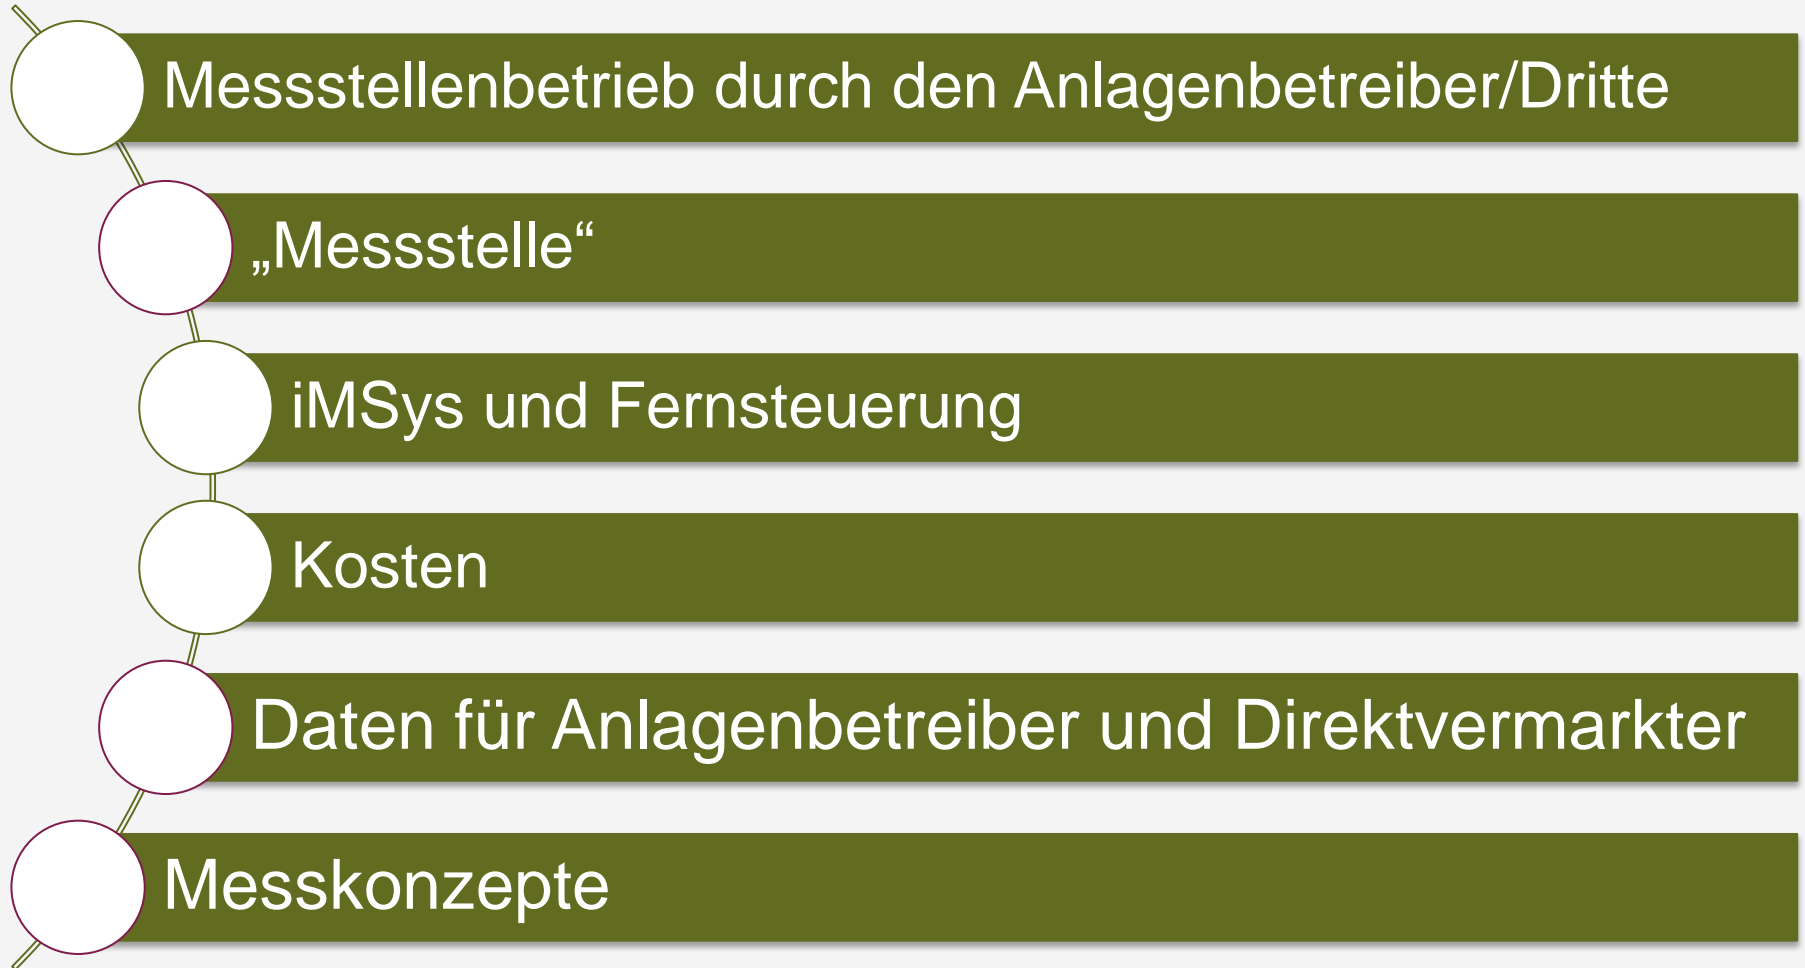 Messstellenbetrieb durch den Anlagenbetreiber/Dritte
„Messstelle“
iMSys und Fernsteuerung
Kosten
Daten für Anlagenbetreiber und Direktvermarkter
Messkonzepte